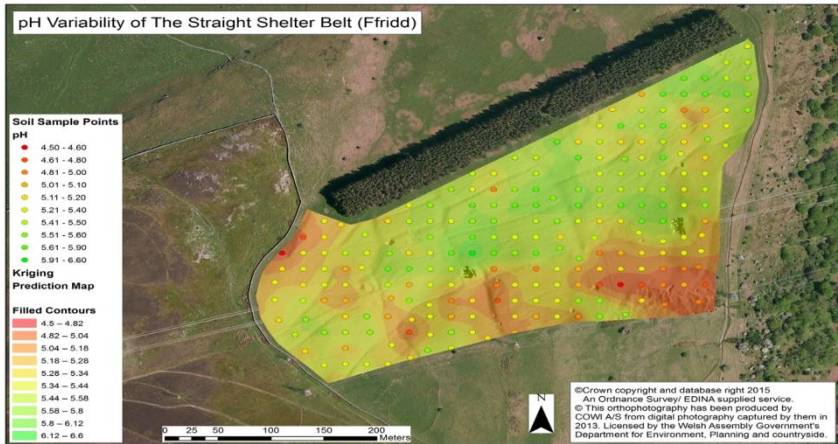 pH Variability of The Straight Shelter Belt (Ffridd)
Soil Sample Points
pH
4.50 - 4.60
4.61 - 4.80
4.81 - 5.00
5.01 - 5.10
5.11 - 5.20
5.21 - 5.40
5.41 - 5.50
5.51 - 5.60
5.61 - 5.90
5.91 - 6.60
Kriging
Prediction Map
Filled Contours
4.5 – 4.82
4.82 – 5.04
5.04 – 5.18
5.18 – 5.28
5.28 – 5.34
5.34 – 5.44
5.44 – 5.58
5.58 – 5.8
5.8 - 6.12
6.12 – 6.6
0 25 50 100 150 200
Meters
N
©Crown copyright and database right 2015
An Ordnance Survey/ EDINA supplied service.
© This orthophotography has been produced by
COWI A/S from digital photography captured by them in
2013. Licensed by the Welsh Assembly Government's
Department for Environment, Planning and countryside.